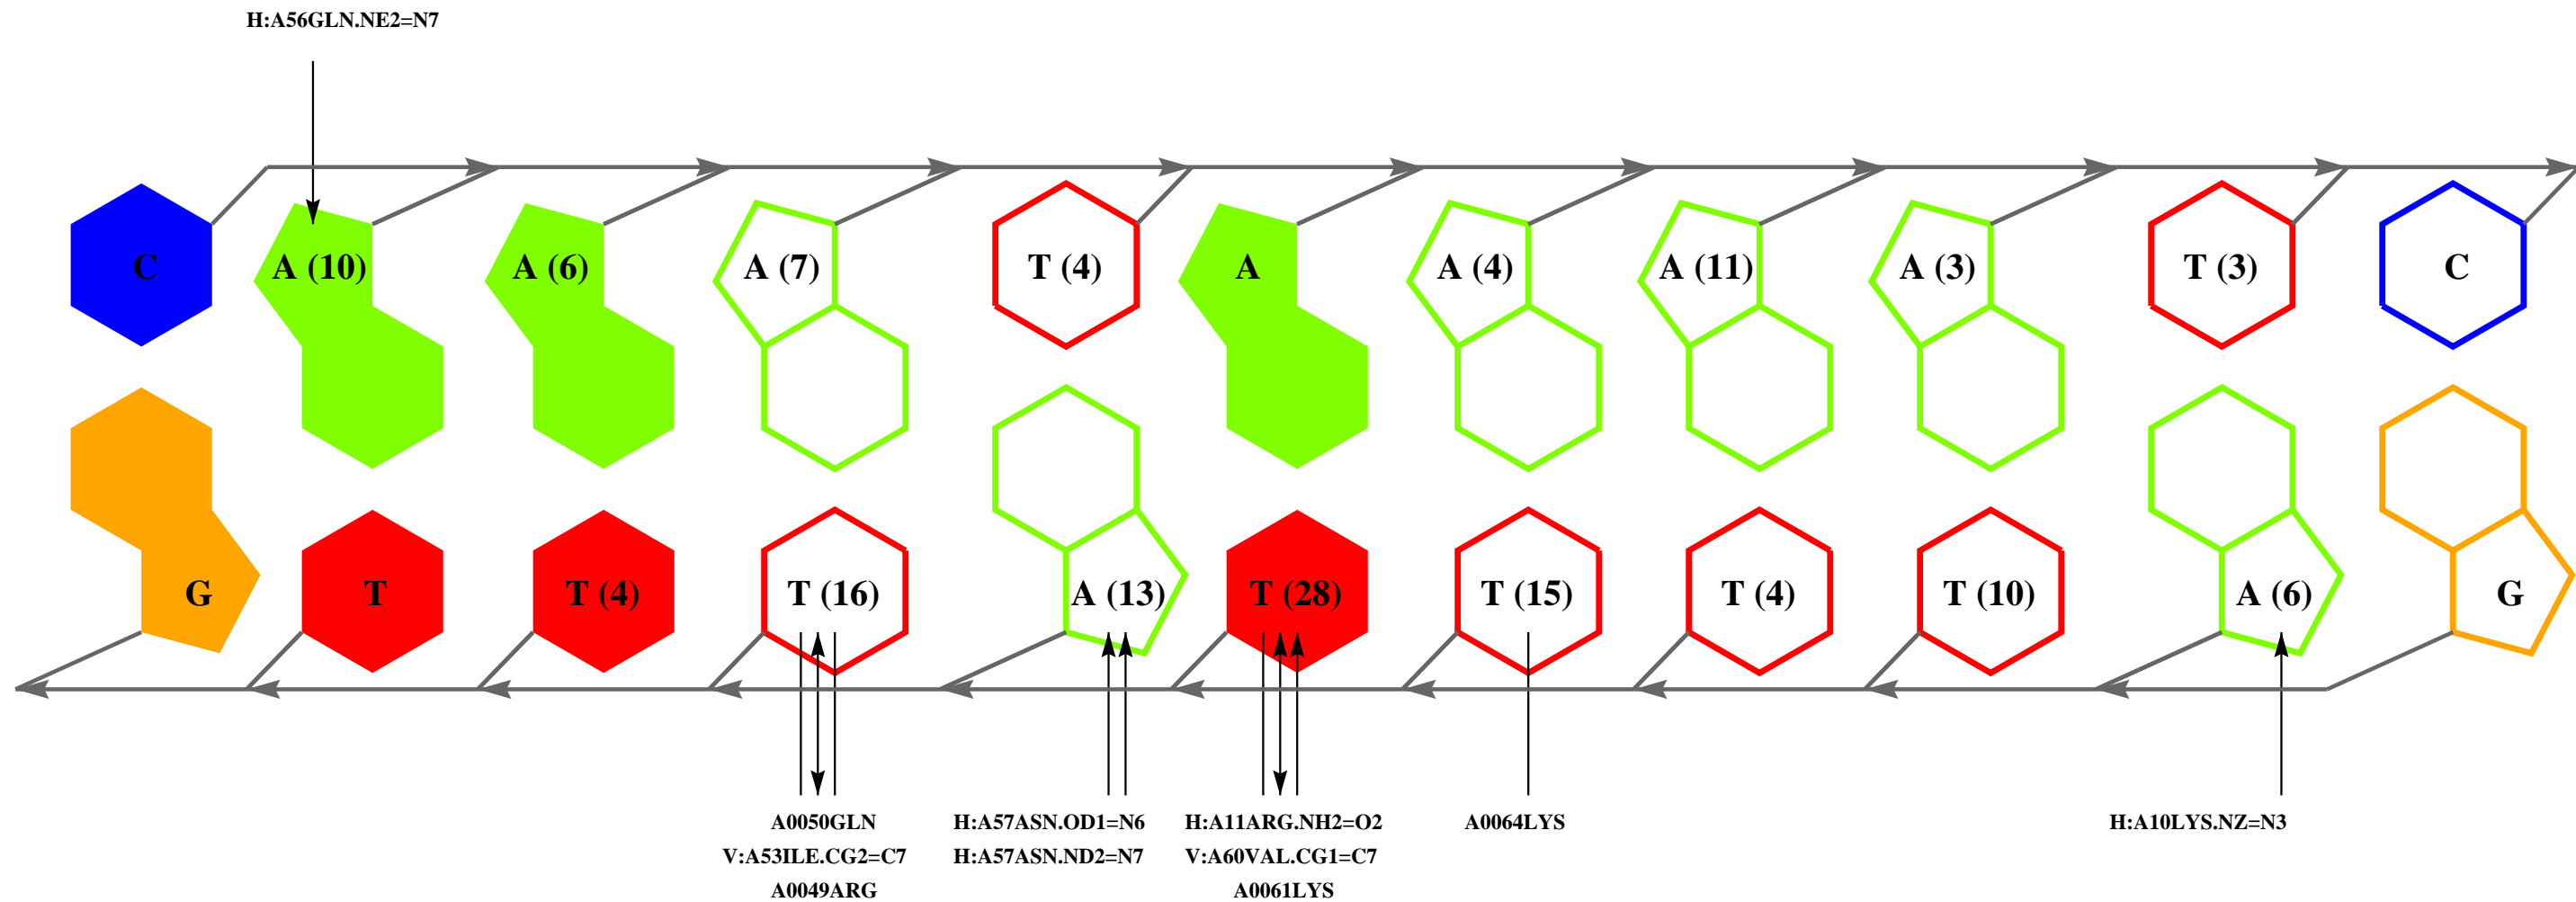 H:A56GLN.NE2=N7
C A (10) A (6) A (7) T (4) A A (4) A (11) A (3) T (3) C
G T T (4) T (16) A (13) T (28) T (15) T (4) T (10) A (6) G
A0050GLN H:A57ASN.OD1=N6 H:A11ARG.NH2=O2 A0064LYS H:A10LYS.NZ=N3
V:A53ILE.CG2=C7 H:A57ASN.ND2=N7 V:A60VAL.CG1=C7
A0049ARG A0061LYS